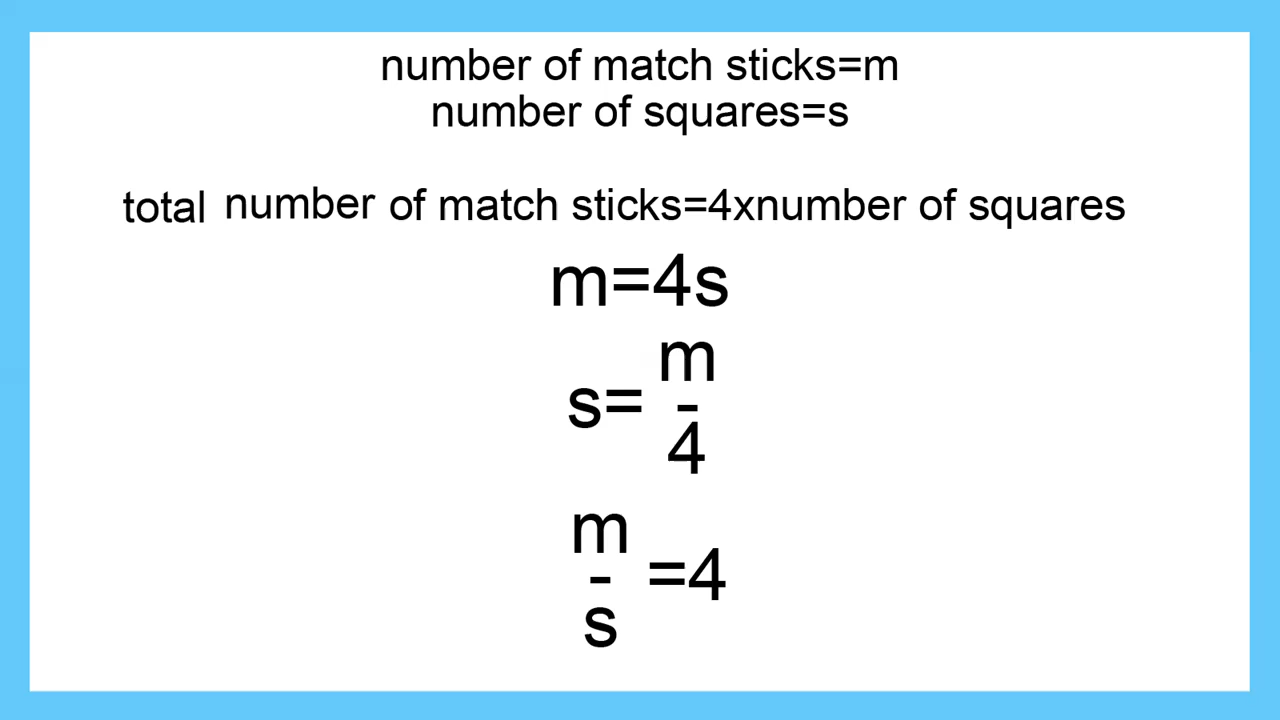 number of match sticks=m
number of squares=s
total number of match sticks=4xnumber of squares
m=4s
m
s= -
4
m
- =4
s